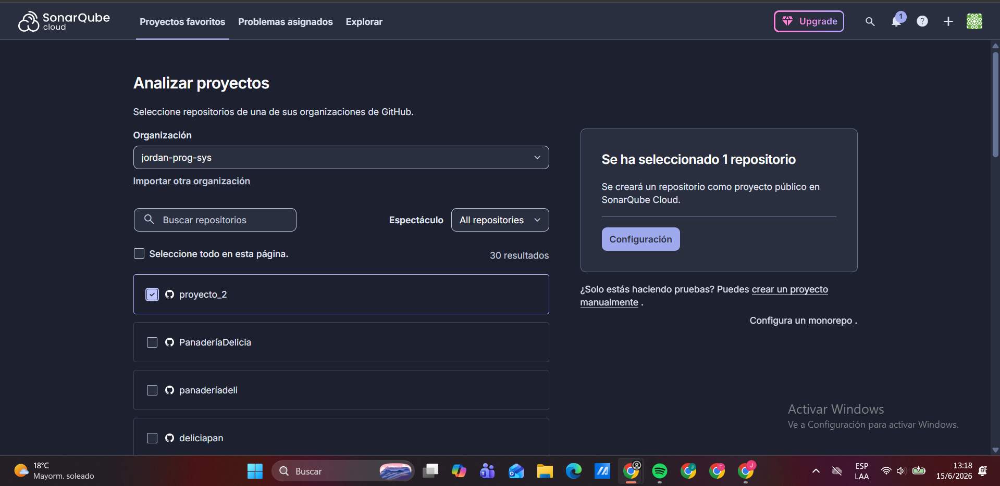 SonarQube
cloud
Proyectos favoritos
Problemas asignados
Explorar
Upgrade
1
?
Analizar proyectos
Seleccione repositorios de una de sus organizaciones de GitHub.
Organización
jordan-prog-sys
Importar otra organización
Buscar repositorios
Espectáculo
All repositories
Seleccione todo en esta página.
30 resultados
proyecto_2
PanaderíaDelicia
panaderíadeli
deliciapan
Se ha seleccionado 1 repositorio
Se creará un repositorio como proyecto público en
SonarQube Cloud.
Configuración
¿Solo estás haciendo pruebas? Puedes crear un proyecto
manualmente .
Configura un monorepo .
Activar Windows
Ve a Configuración para activar Windows.
18°C
Mayorm. soleado
Buscar
J
T
J
ESP
LAA
13:18
15/6/2026